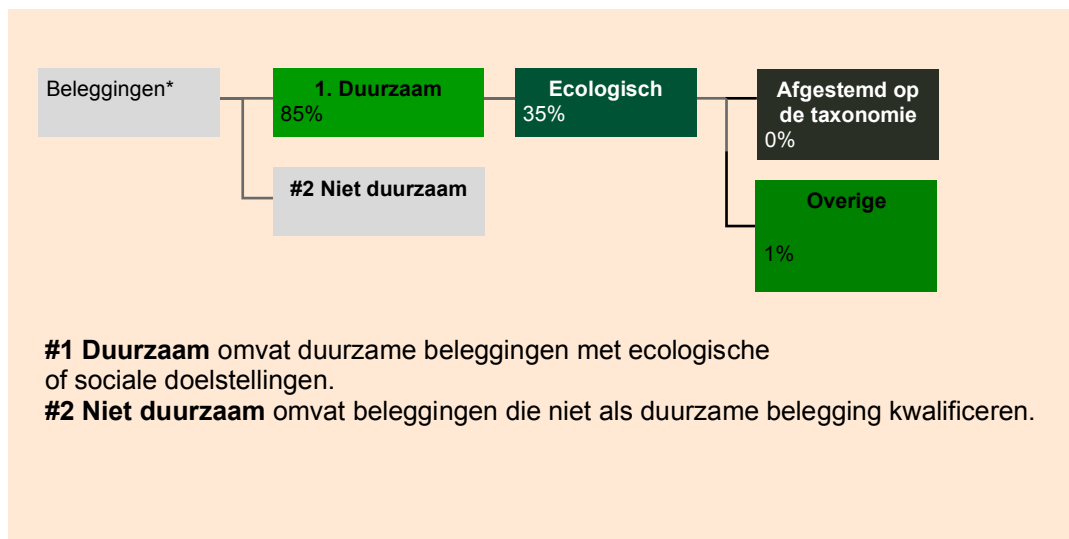 Beleggingen*
1. Duurzaam
85%
Ecologisch
35%
Afgestemd op
de taxonomie
0%
#2 Niet duurzaam
Overige
1%
#1 Duurzaam omvat duurzame beleggingen met ecologische
of sociale doelstellingen.
#2 Niet duurzaam omvat beleggingen die niet als duurzame belegging kwalificeren.